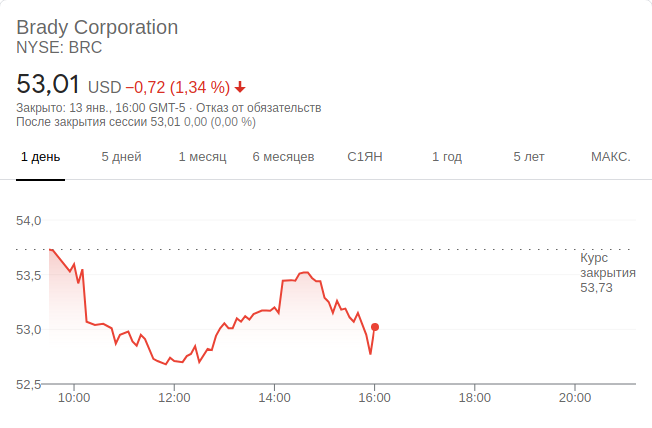 Brady Corporation
NYSE: BRC
53,01 USD −0,72 (1,34 %)
Закрыто: 13 янв., 16:00 GMT-5 · Отказ от обязательств
После закрытия сессии 53,01 0,00 (0,00 %)
1 день 5 дней 1 месяц 6 месяцев С1ЯН 1 год 5 лет МАКС.
54,0
Курс
закрытия
53,73
53,5
53,0
52,5
10:00 12:00 14:00 16:00 18:00 20:00